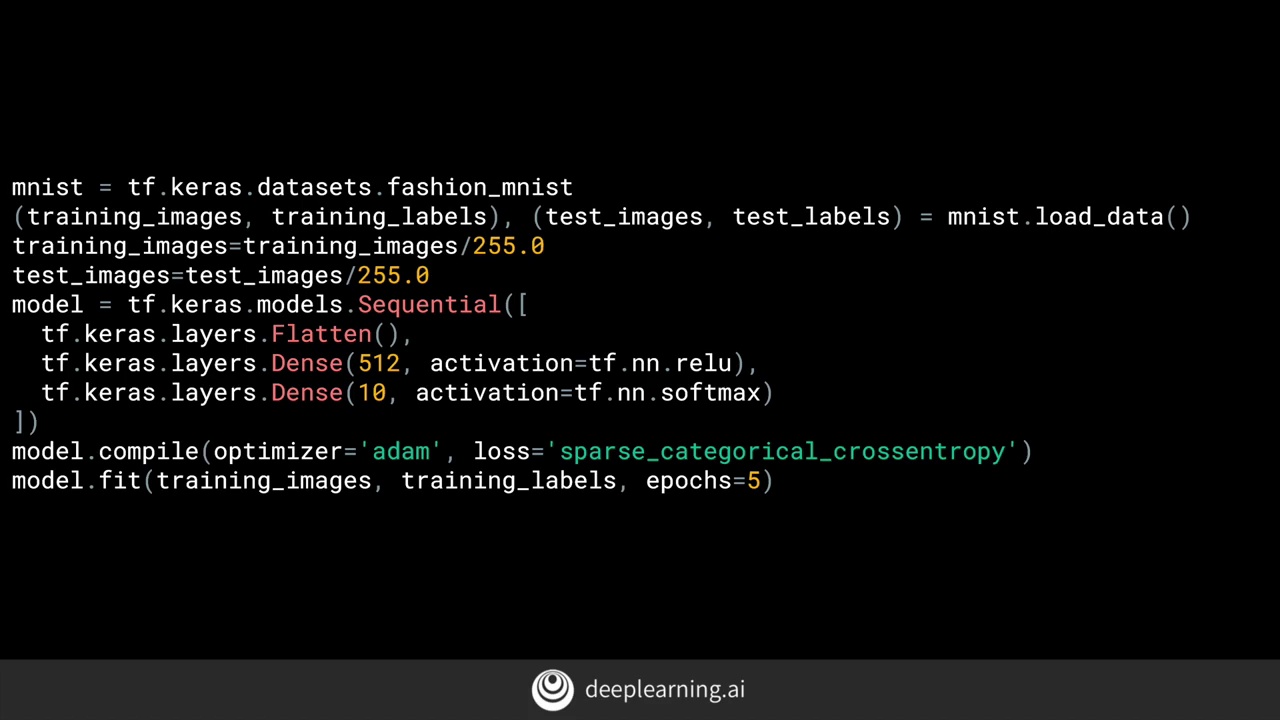 mnist = tf.keras.datasets.fashion_mnist
(training_images, training_labels), (test_images, test_labels) = mnist.load_data()
training_images=training_images/255.0
test_images=test_images/255.0
model = tf.keras.models.Sequential([
  tf.keras.layers.Flatten(),
  tf.keras.layers.Dense(512, activation=tf.nn.relu),
  tf.keras.layers.Dense(10, activation=tf.nn.softmax)
])
model.compile(optimizer='adam', loss='sparse_categorical_crossentropy')
model.fit(training_images, training_labels, epochs=5)
deeplearning.ai